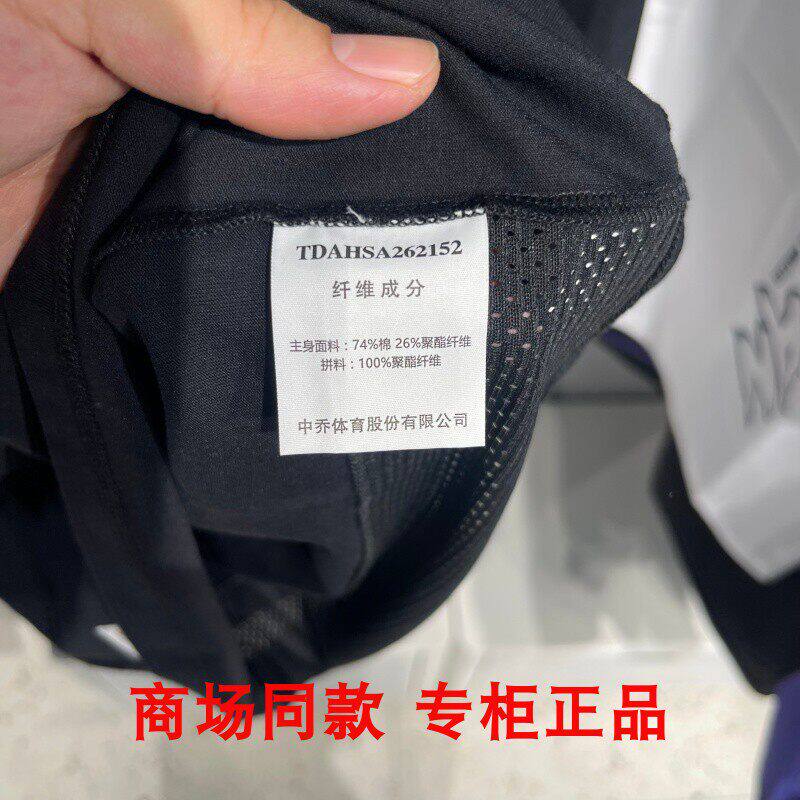 TDAHSA262152
纤维成分
主身面料：74%棉 26%聚酯纤维
拼料：100%聚酯纤维
中乔体育股份有限公司
商场同款 专柜正品